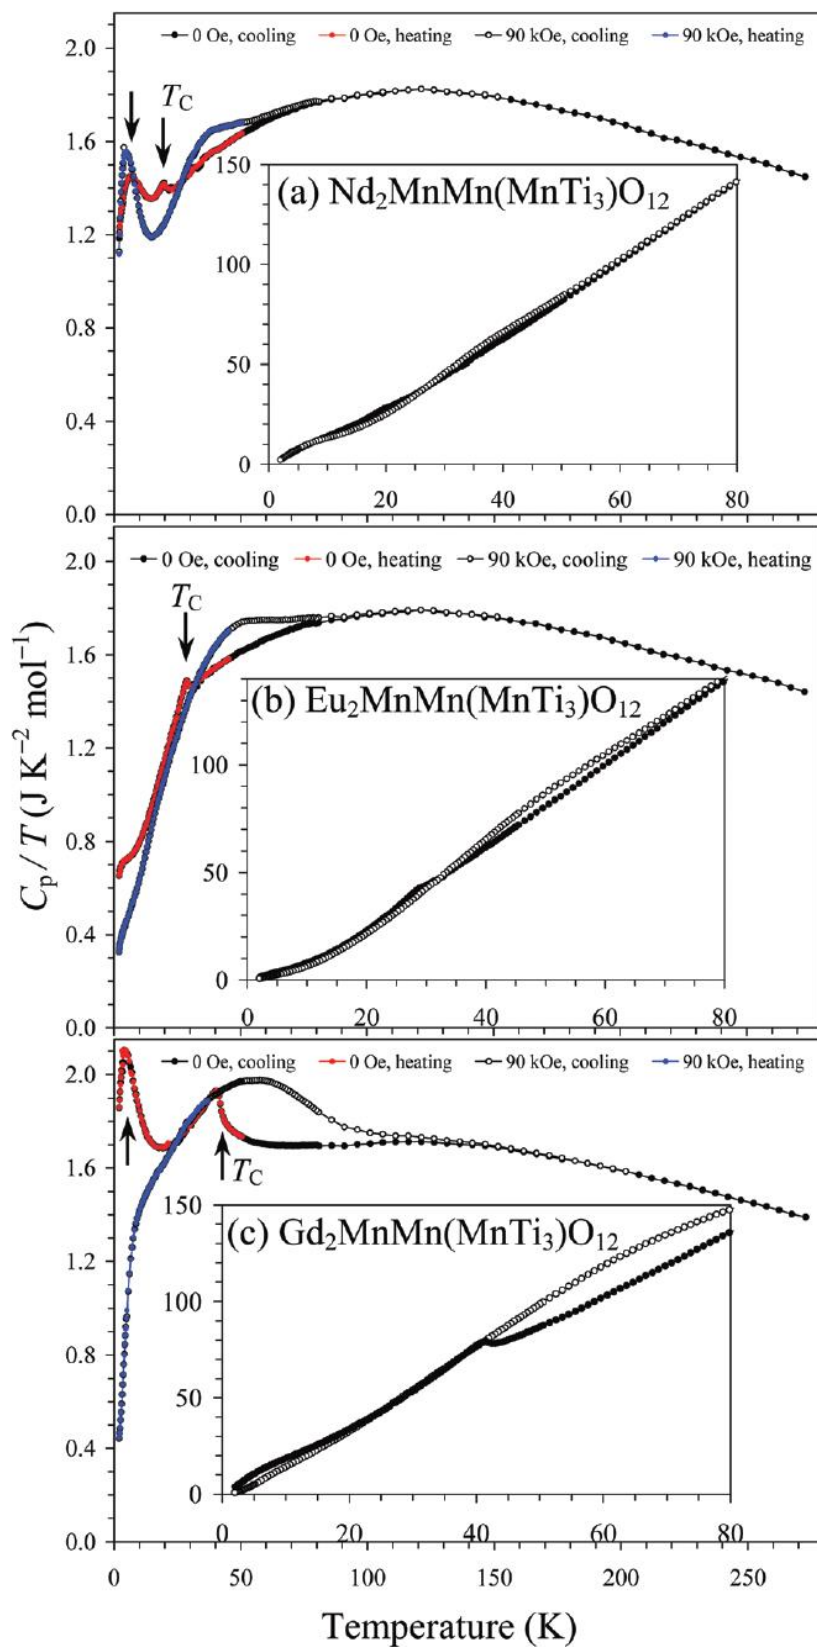 0 Oe, cooling 0 Oe, heating 90 kOe, cooling 90 kOe, heating
2.0
1.6
1.2
0.8
0.4
0.0
T_C
(a) Nd₂MnMn(MnTi₃)O₁₂
150
100
50
0
0 20 40 60 80
0 Oe, cooling 0 Oe, heating 90 kOe, cooling 90 kOe, heating
2.0
1.6
1.2
0.8
0.4
0.0
T_C
(b) Eu₂MnMn(MnTi₃)O₁₂
100
50
0
0 20 40 60 80
C_p / T (J K⁻² mol⁻¹)
0 Oe, cooling 0 Oe, heating 90 kOe, cooling 90 kOe, heating
2.0
1.6
1.2
0.8
0.4
0.0
T_C
(c) Gd₂MnMn(MnTi₃)O₁₂
150
100
50
0
0 20 40 60 80
0 50 100 150 200 250
Temperature (K)